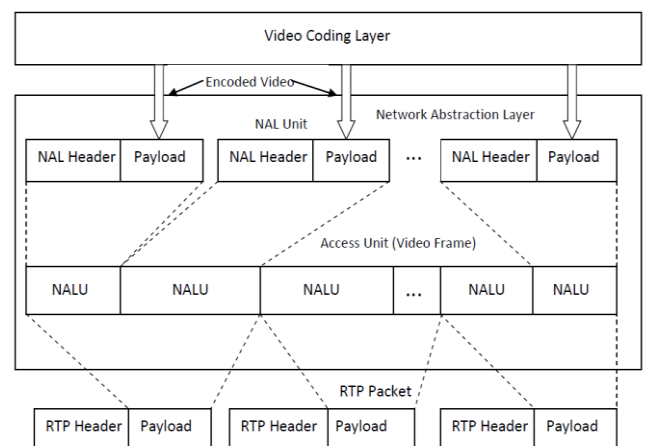 Video Coding Layer
Encoded Video
Network Abstraction Layer
NAL Unit
NAL Header Payload NAL Header Payload ... NAL Header Payload
Access Unit (Video Frame)
NALU NALU NALU ... NALU NALU
RTP Packet
RTP Header Payload RTP Header Payload RTP Header Payload